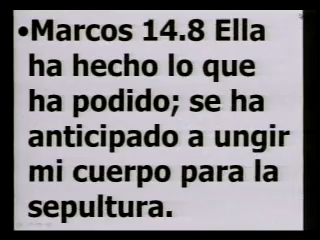 •Marcos 14.8 Ella
ha hecho lo que
ha podido; se ha
anticipado a ungir
mi cuerpo para la
sepultura.